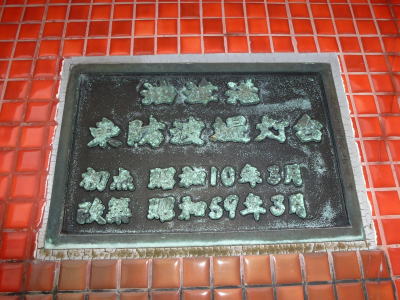 油津港
東防波堤灯台
初点 昭和10年3月
改築 昭和59年3月